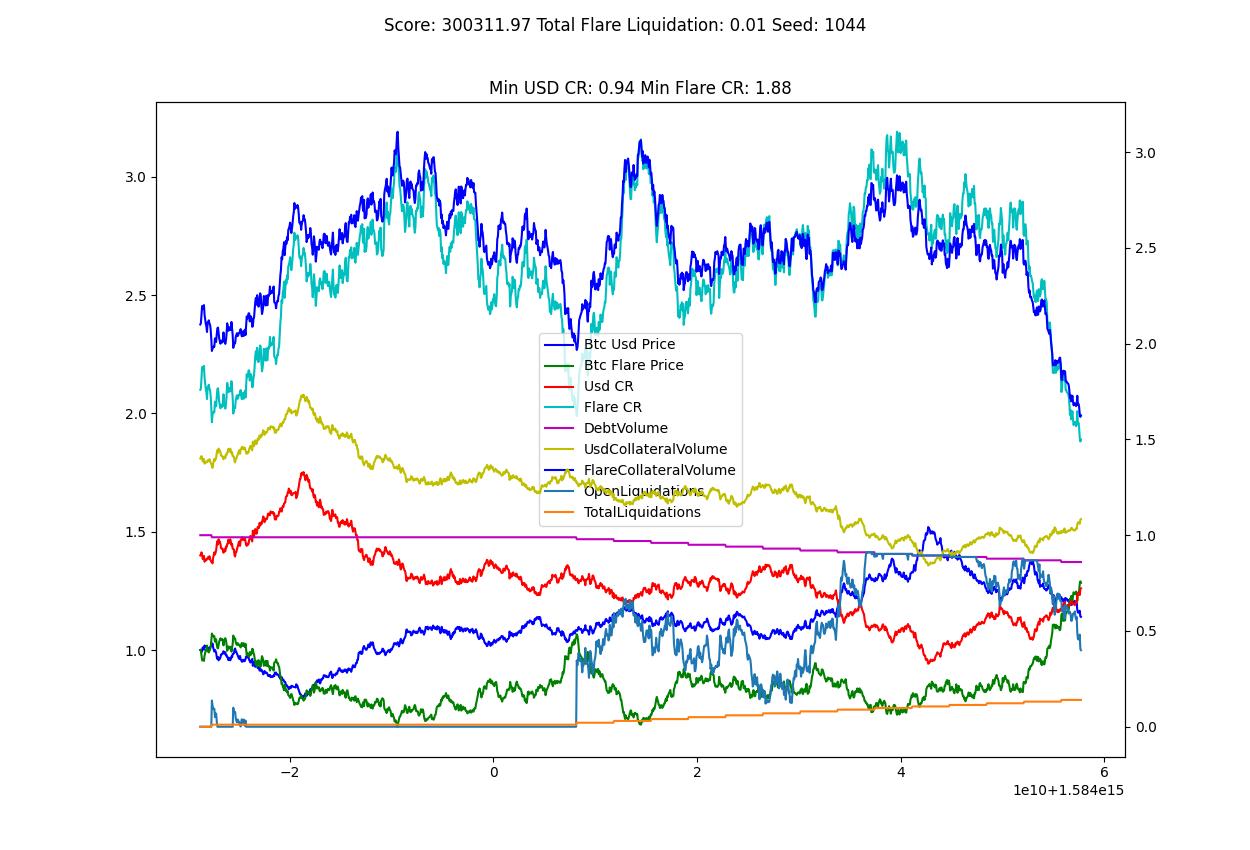 Score: 300311.97 Total Flare Liquidation: 0.01 Seed: 1044
Min USD CR: 0.94 Min Flare CR: 1.88
3.0
2.5
2.0
1.5
1.0
3.0
2.5
2.0
1.5
1.0
0.5
0.0
Btc Usd Price
Btc Flare Price
Usd CR
Flare CR
DebtVolume
UsdCollateralVolume
FlareCollateralVolume
OpenLiquidations
TotalLiquidations
−2 0 2 4 6
1e10+1.584e15